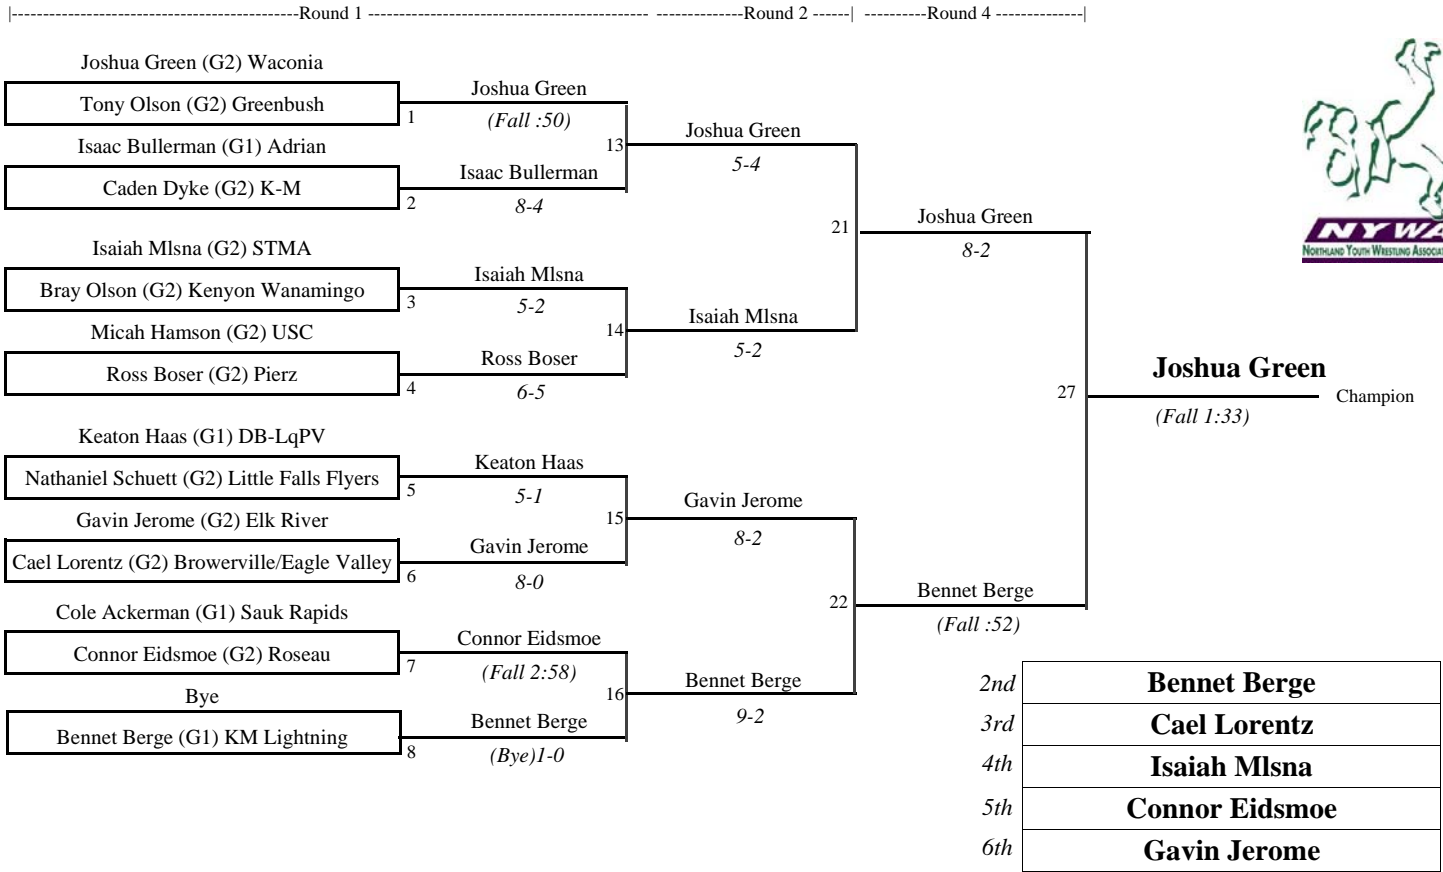 |----------------------------------------------Round 1 --------------------------------------------- --------------Round 2 ------| ----------Round 4 --------------|
Joshua Green (G2) Waconia
Tony Olson (G2) Greenbush
1
Isaac Bullerman (G1) Adrian
Caden Dyke (G2) K-M
2
Isaiah Mlsna (G2) STMA
Bray Olson (G2) Kenyon Wanamingo
3
Micah Hamson (G2) USC
Ross Boser (G2) Pierz
4
Keaton Haas (G1) DB-LqPV
Nathaniel Schuett (G2) Little Falls Flyers
5
Gavin Jerome (G2) Elk River
Cael Lorentz (G2) Browerville/Eagle Valley
6
Cole Ackerman (G1) Sauk Rapids
Connor Eidsmoe (G2) Roseau
7
Bye
Bennet Berge (G1) KM Lightning
8
Joshua Green
(Fall :50)
13
Isaac Bullerman
8-4
Isaiah Mlsna
5-2
14
Ross Boser
6-5
Keaton Haas
5-1
15
Gavin Jerome
8-0
Connor Eidsmoe
(Fall 2:58)
16
Bennet Berge
(Bye)1-0
Joshua Green
5-4
21
Isaiah Mlsna
5-2
Gavin Jerome
8-2
22
Bennet Berge
9-2
Joshua Green
8-2
27
Bennet Berge
(Fall :52)
Joshua Green
Champion
(Fall 1:33)
NYWA
NORTHLAND YOUTH WRESTLING
2nd Bennet Berge
3rd Cael Lorentz
4th Isaiah Mlsna
5th Connor Eidsmoe
6th Gavin Jerome